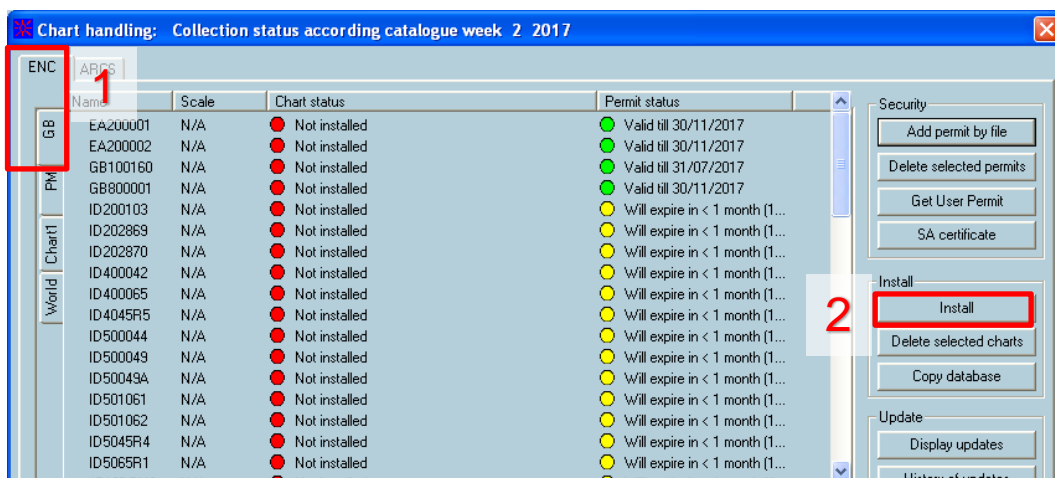 Chart handling: Collection status according catalogue week 2 2017
ENC ARCS
1
Name Scale Chart status Permit status
GB
PM
Chart1
World
EA200001 N/A Not installed Valid till 30/11/2017
EA200002 N/A Not installed Valid till 30/11/2017
GB100160 N/A Not installed Valid till 31/07/2017
GB800001 N/A Not installed Valid till 30/11/2017
ID200103 N/A Not installed Will expire in < 1 month (1...
ID202869 N/A Not installed Will expire in < 1 month (1...
ID202870 N/A Not installed Will expire in < 1 month (1...
ID400042 N/A Not installed Will expire in < 1 month (1...
ID400065 N/A Not installed Will expire in < 1 month (1...
ID4045R5 N/A Not installed Will expire in < 1 month (1...
ID500044 N/A Not installed Will expire in < 1 month (1...
ID500049 N/A Not installed Will expire in < 1 month (1...
ID50049A N/A Not installed Will expire in < 1 month (1...
ID501061 N/A Not installed Will expire in < 1 month (1...
ID501062 N/A Not installed Will expire in < 1 month (1...
ID5045R4 N/A Not installed Will expire in < 1 month (1...
ID5065R1 N/A Not installed Will expire in < 1 month (1...
Security
Add permit by file
Delete selected permits
Get User Permit
SA certificate
Install
2
Install
Delete selected charts
Copy database
Update
Display updates
History of updates